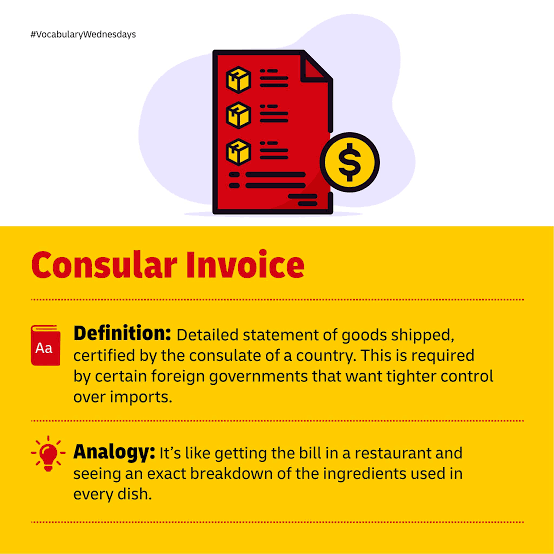 #VocabularyWednesdays
$
Consular Invoice
Aa
Definition: Detailed statement of goods shipped,
certified by the consulate of a country. This is required
by certain foreign governments that want tighter control
over imports.
Analogy: It’s like getting the bill in a restaurant and
seeing an exact breakdown of the ingredients used in
every dish.